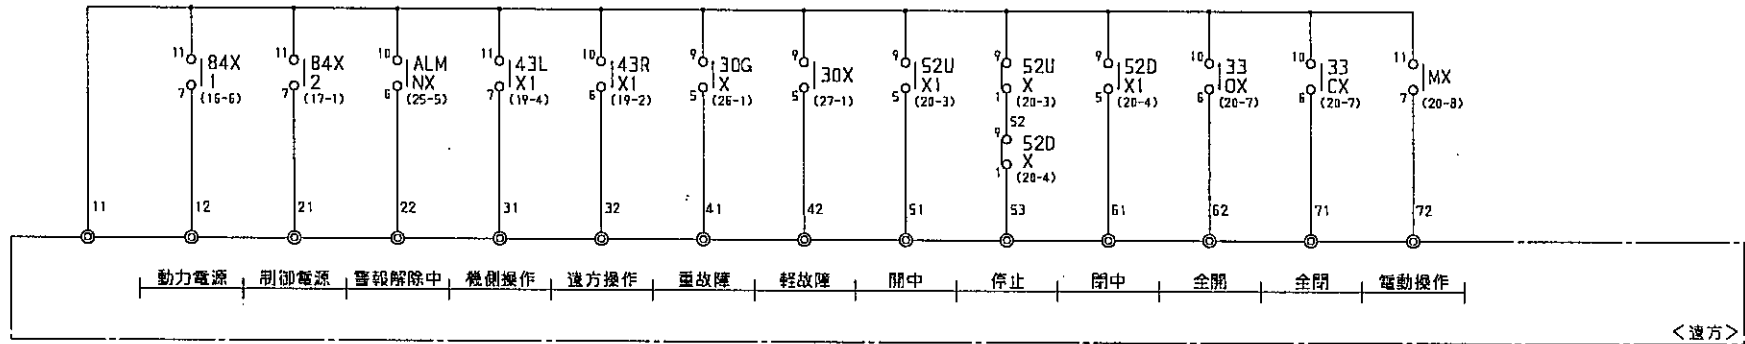 11 84X 1 7 (16-6)
11 84X 2 7 (17-1)
10 ALM NX 6 (25-5)
11 43L X1 7 (19-4)
10 43R X1 6 (19-2)
9 30G X 5 (26-1)
9 30X 5 (27-1)
9 52U X1 5 (20-3)
9 52U X 1 (20-3)
52
9 52D X 1 (20-4)
9 52D X1 5 (20-4)
10 33 OX 6 (20-7)
10 33 CX 6 (20-7)
11 MX 7 (20-8)
11 12 21 22 31 32 41 42 51 53 61 62 71 72
動力電源 制御電源 警報解除中 機側操作 遠方操作 重故障 軽故障 開中 停止 閉中 全開 全閉 電動操作
<遠方>